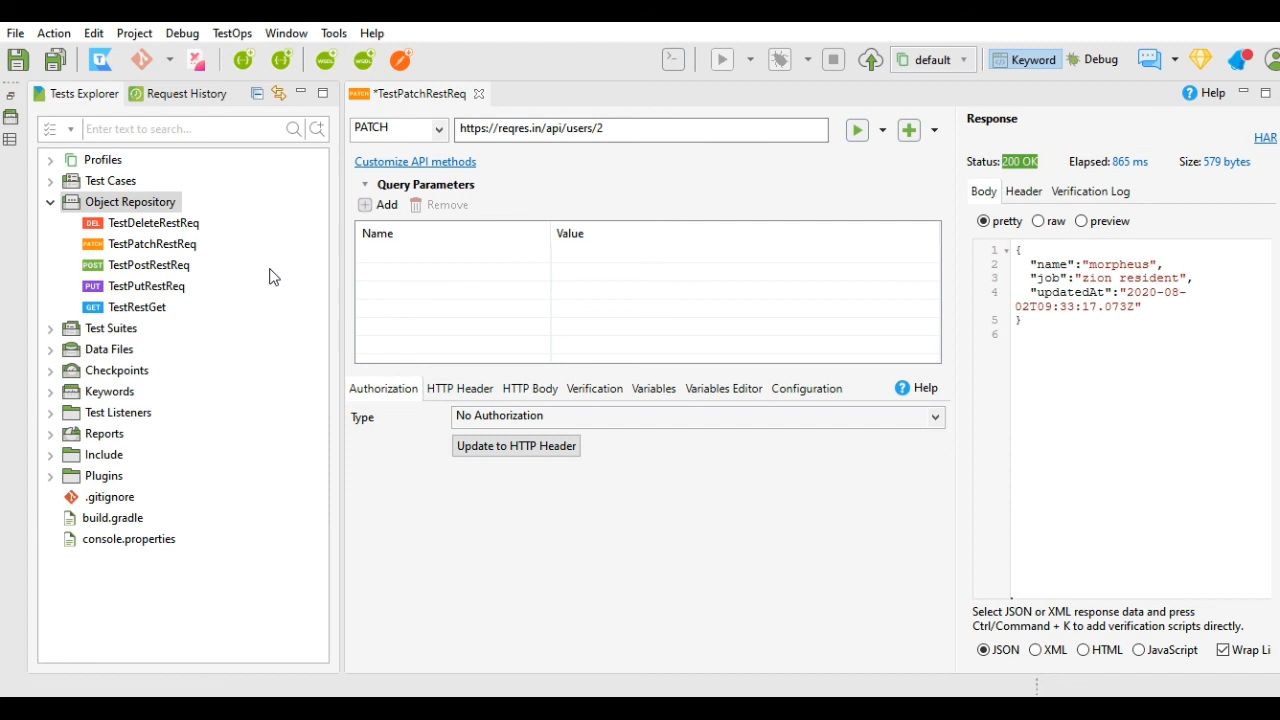 File Action Edit Project Debug TestOps Window Tools Help
WSDL WSDL default Keyword Debug
Tests Explorer Request History
Enter text to search...
Profiles
Test Cases
Object Repository
DEL TestDeleteRestReq
PATCH TestPatchRestReq
POST TestPostRestReq
PUT TestPutRestReq
GET TestRestGet
Test Suites
Data Files
Checkpoints
Keywords
Test Listeners
Reports
Include
Plugins
.gitignore
build.gradle
console.properties
PATCH *TestPatchRestReq
Help
PATCH https://reqres.in/api/users/2
Customize API methods
Query Parameters
Add Remove
Name Value
Authorization HTTP Header HTTP Body Verification Variables Variables Editor Configuration Help
Type No Authorization
Update to HTTP Header
Response
HAR
Status: 200 OK Elapsed: 865 ms Size: 579 bytes
Body Header Verification Log
pretty raw preview
1 {
2 "name":"morpheus",
3 "job":"zion resident",
4 "updatedAt":"2020-08-
02T09:33:17.073Z"
5 }
6
Select JSON or XML response data and press
Ctrl/Command + K to add verification scripts directly.
JSON XML HTML JavaScript Wrap Li